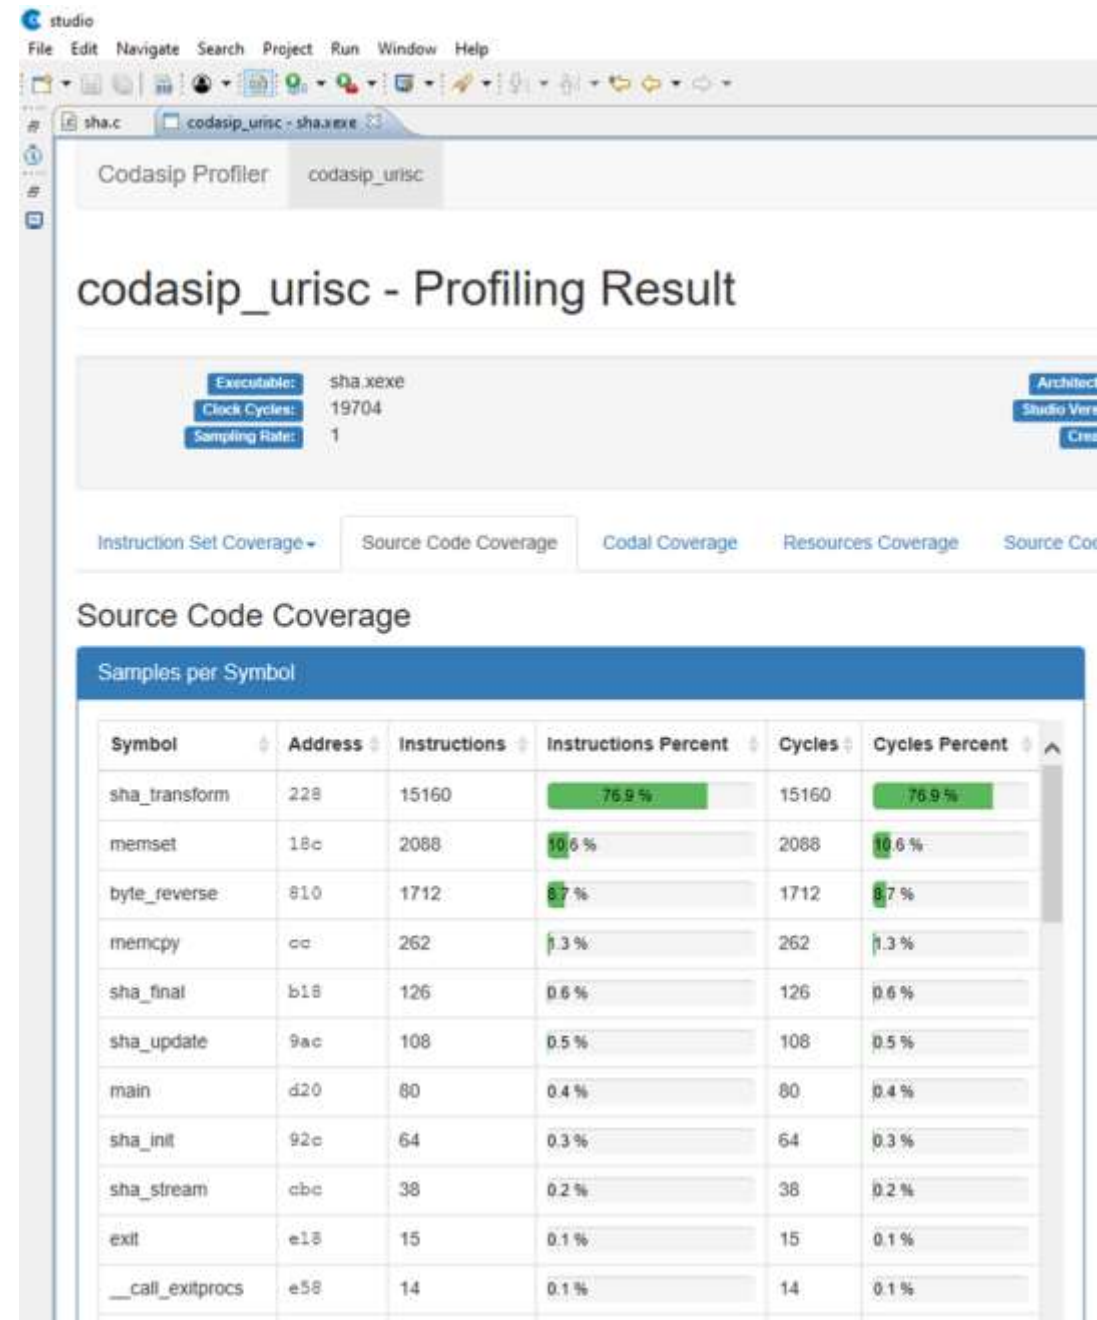 studio
File Edit Navigate Search Project Run Window Help
sha.c codasip_urisc - sha.xexe
Codasip Profiler codasip_urisc
codasip_urisc - Profiling Result
Executable: sha.xexe Architect
Clock Cycles: 19704 Studio Vers
Sampling Rate: 1 Crea
Instruction Set Coverage Source Code Coverage Codal Coverage Resources Coverage Source Coe
Source Code Coverage
Samples per Symbol
Symbol Address Instructions Instructions Percent Cycles Cycles Percent
sha_transform 228 15160 76.9 % 15160 76.9 %
memset 18c 2088 10.6 % 2088 10.6 %
byte_reverse 810 1712 8.7 % 1712 8.7 %
memcpy cc 262 1.3 % 262 1.3 %
sha_final b18 126 0.6 % 126 0.6 %
sha_update 9ac 108 0.5 % 108 0.5 %
main d20 80 0.4 % 80 0.4 %
sha_init 92c 64 0.3 % 64 0.3 %
sha_stream cbc 38 0.2 % 38 0.2 %
exit e18 15 0.1 % 15 0.1 %
__call_exitprocs e58 14 0.1 % 14 0.1 %